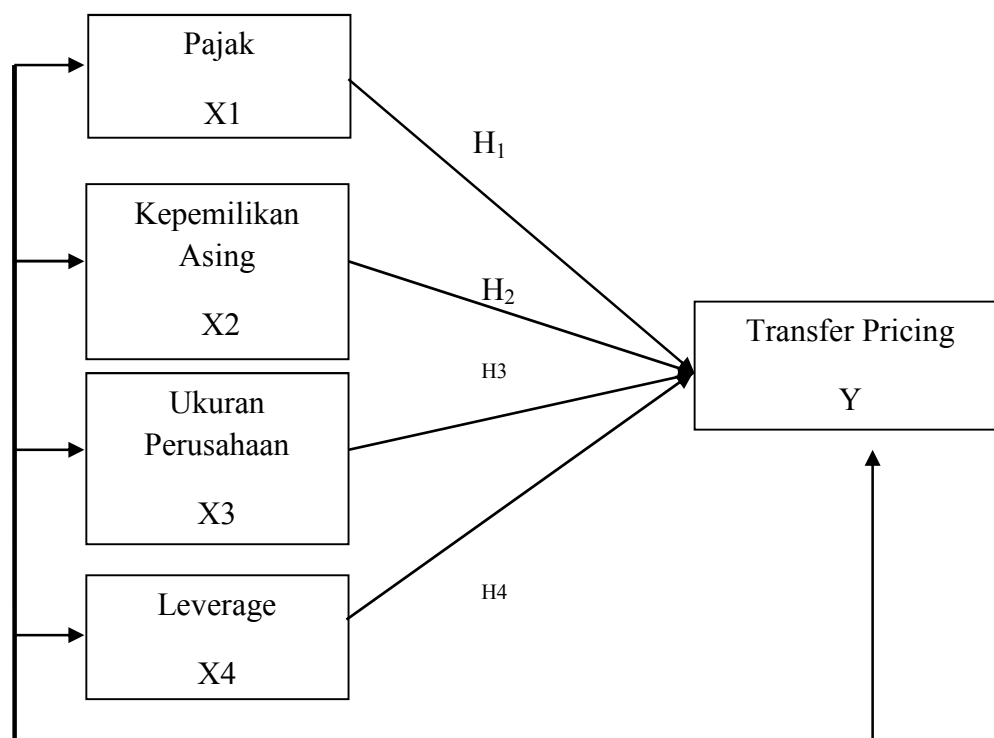 Pajak
X1
H₁
Kepemilikan
Asing
X2
H₂
Transfer Pricing
Y
H3
Ukuran
Perusahaan
X3
H4
Leverage
X4